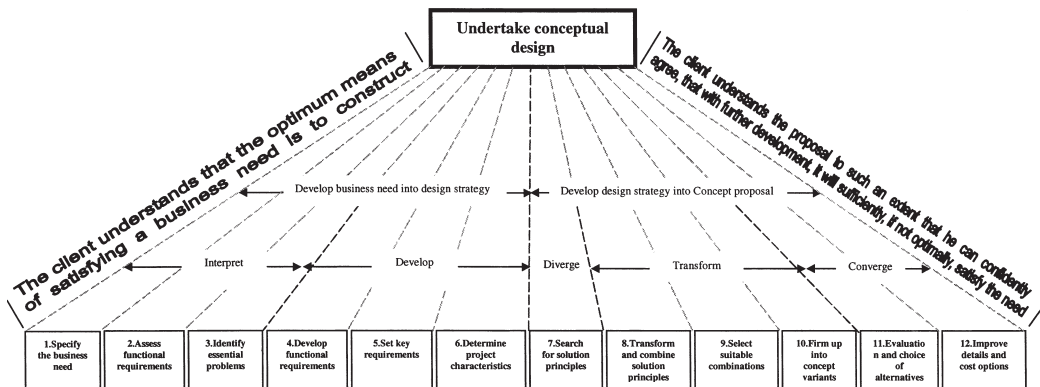 Undertake conceptual
design
The client understands that the optimum means
of satisfying a business need is to construct
The client understands the proposal to such an extent that he can confidently
agree, that with further development, it will sufficiently, if not optimally, satisfy the need
Develop business need into design strategy
Develop design strategy into Concept proposal
Interpret
Develop
Diverge
Transform
Converge
1.Specify
the business
need
2.Assess
functional
requirements
3.Identify
essential
problems
4.Develop
functional
requirements
5.Set key
requirements
6.Determine
project
characteristics
7.Search
for solution
principles
8.Transform
and combine
solution
principles
9.Select
suitable
combinations
10.Firm up
into
concept
variants
11.Evaluatio
n and choice
of
alternatives
12.Improve
details and
cost options